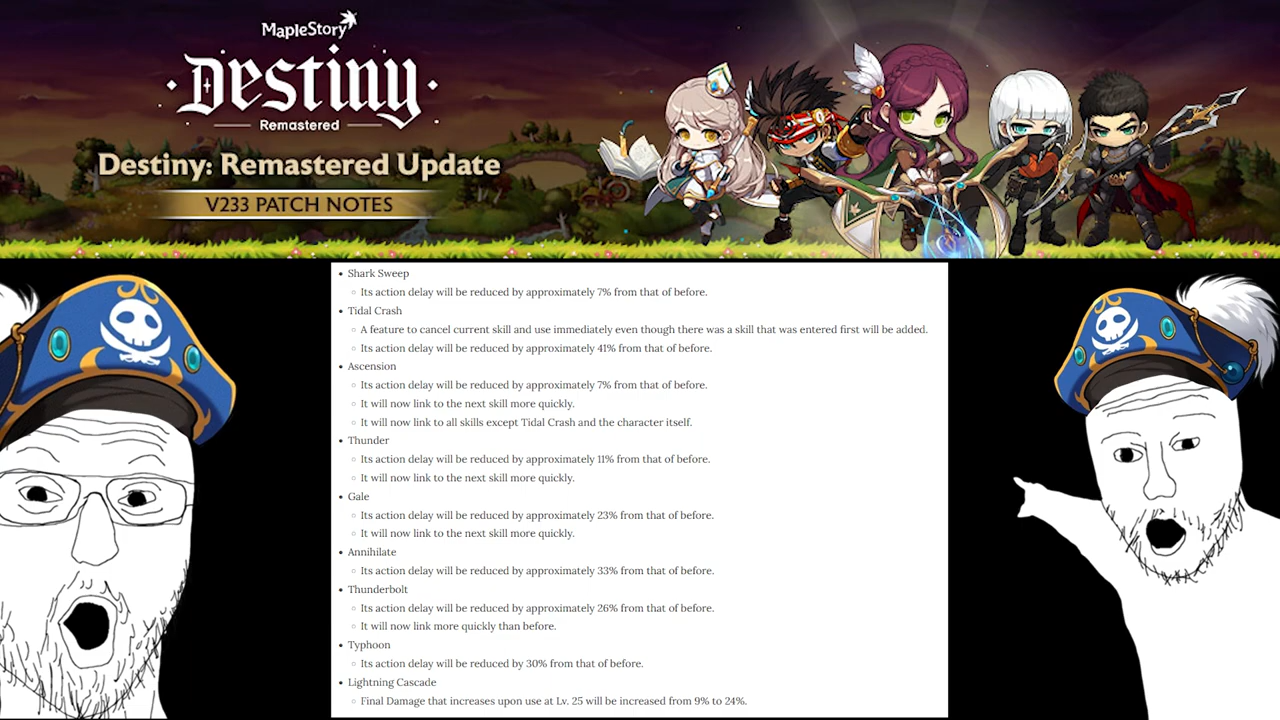 MapleStory
Destiny
Remastered
Destiny: Remastered Update
V233 PATCH NOTES
• Shark Sweep
◦ Its action delay will be reduced by approximately 7% from that of before.
• Tidal Crash
◦ A feature to cancel current skill and use immediately even though there was a skill that was entered first will be added.
◦ Its action delay will be reduced by approximately 41% from that of before.
• Ascension
◦ Its action delay will be reduced by approximately 7% from that of before.
◦ It will now link to the next skill more quickly.
◦ It will now link to all skills except Tidal Crash and the character itself.
• Thunder
◦ Its action delay will be reduced by approximately 11% from that of before.
◦ It will now link to the next skill more quickly.
• Gale
◦ Its action delay will be reduced by approximately 23% from that of before.
◦ It will now link to the next skill more quickly.
• Annihilate
◦ Its action delay will be reduced by approximately 33% from that of before.
• Thunderbolt
◦ Its action delay will be reduced by approximately 26% from that of before.
◦ It will now link more quickly than before.
• Typhoon
◦ Its action delay will be reduced by 30% from that of before.
• Lightning Cascade
◦ Final Damage that increases upon use at Lv. 25 will be increased from 9% to 24%.